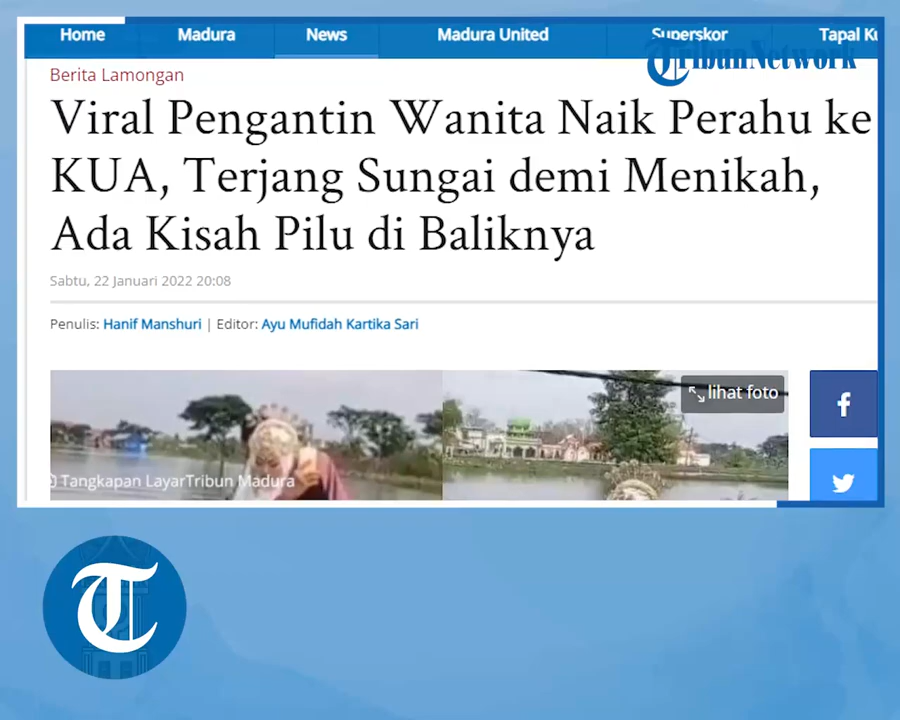 Home Madura News Madura United Superskor Tapal
TribunNetwork
Berita Lamongan
Viral Pengantin Wanita Naik Perahu ke
KUA, Terjang Sungai demi Menikah,
Ada Kisah Pilu di Baliknya
Sabtu, 22 Januari 2022 20:08
Penulis: Hanif Manshuri | Editor: Ayu Mufidah Kartika Sari
lihat foto
Tangkapan LayarTribun Madura
T